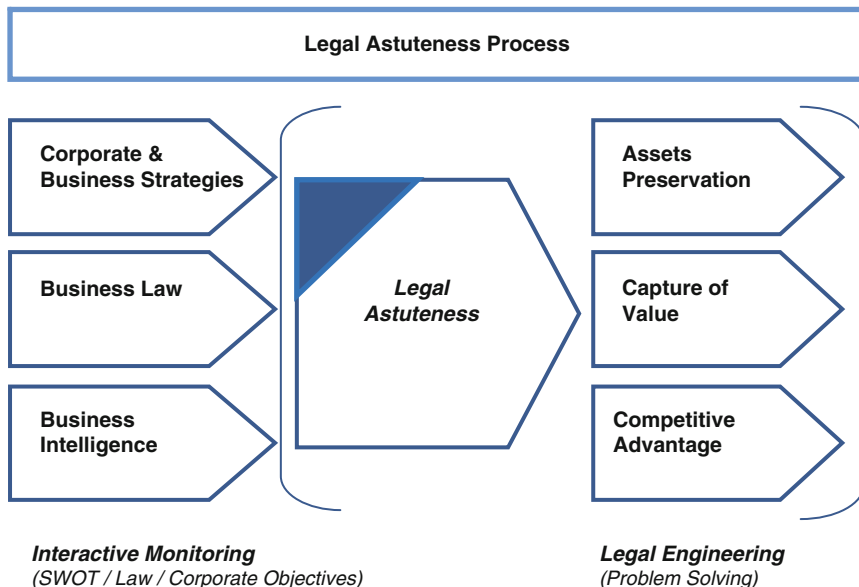 Legal Astuteness Process
Corporate &
Business Strategies
Business Law
Business
Intelligence
Legal
Astuteness
Assets
Preservation
Capture of
Value
Competitive
Advantage
Interactive Monitoring
(SWOT / Law / Corporate Objectives)
Legal Engineering
(Problem Solving)